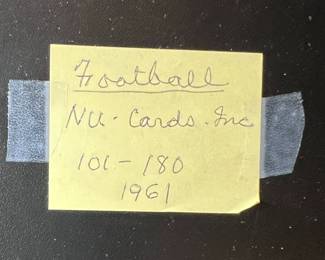 Football
NU-Cards. Inc
101-180
1961